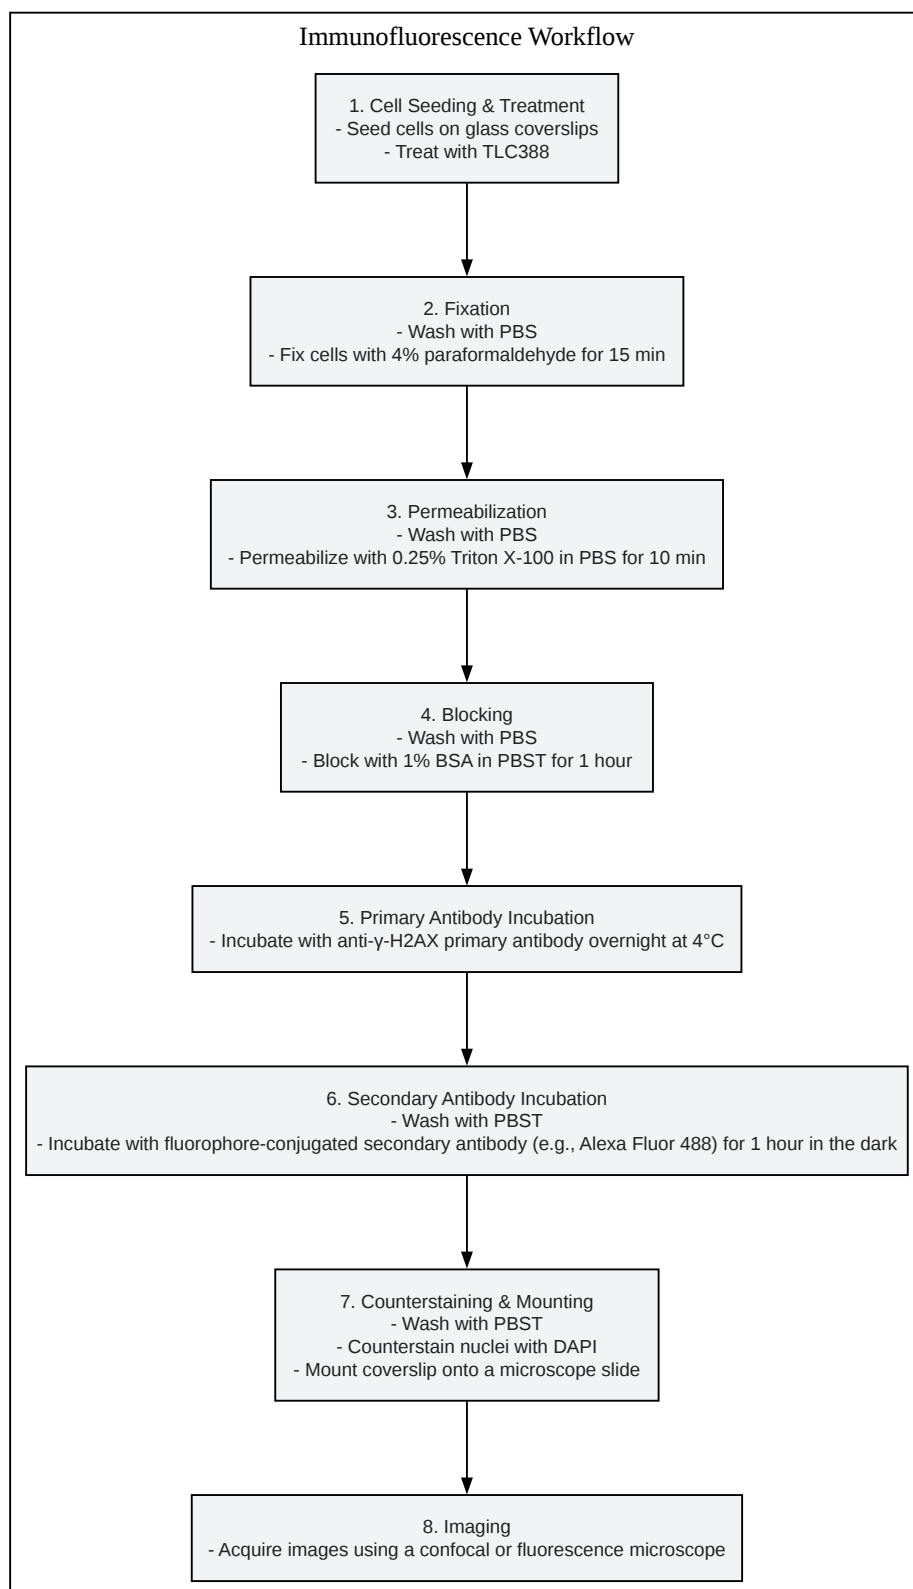 Immunofluorescence Workflow
1. Cell Seeding & Treatment
- Seed cells on glass coverslips
- Treat with TLC388
2. Fixation
- Wash with PBS
- Fix cells with 4% paraformaldehyde for 15 min
3. Permeabilization
- Wash with PBS
- Permeabilize with 0.25% Triton X-100 in PBS for 10 min
4. Blocking
- Wash with PBS
- Block with 1% BSA in PBST for 1 hour
5. Primary Antibody Incubation
- Incubate with anti-γ-H2AX primary antibody overnight at 4°C
6. Secondary Antibody Incubation
- Wash with PBST
- Incubate with fluorophore-conjugated secondary antibody (e.g., Alexa Fluor 488) for 1 hour in the dark
7. Counterstaining & Mounting
- Wash with PBST
- Counterstain nuclei with DAPI
- Mount coverslip onto a microscope slide
8. Imaging
- Acquire images using a confocal or fluorescence microscope